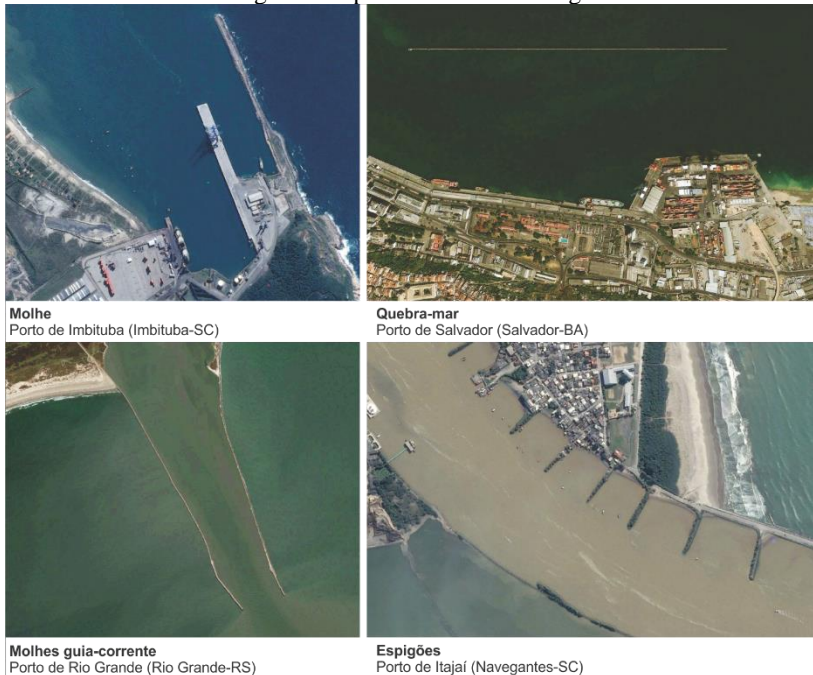 Molhe
Porto de Imbituba (Imbituba-SC)
Quebra-mar
Porto de Salvador (Salvador-BA)
Molhes guia-corrente
Porto de Rio Grande (Rio Grande-RS)
Espigões
Porto de Itajaí (Navegantes-SC)